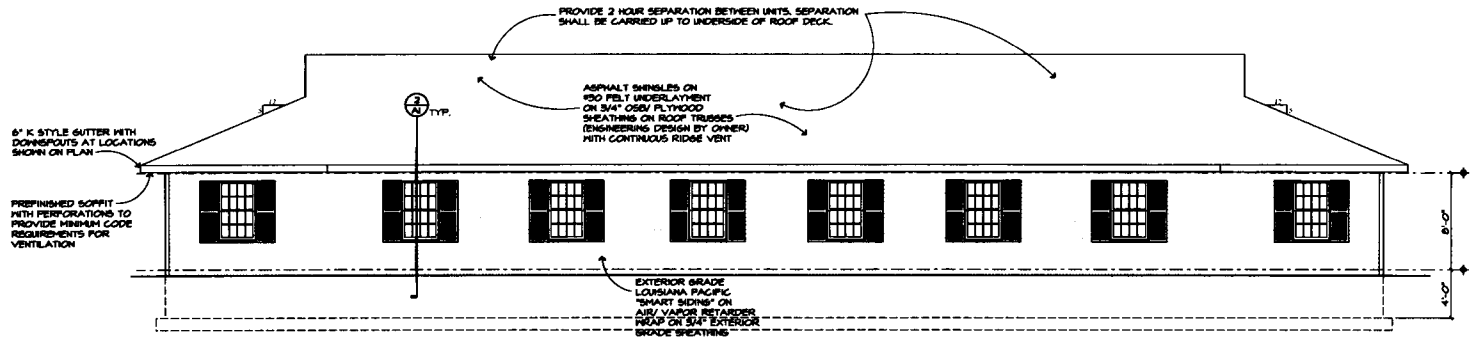 PROVIDE 2 HOUR SEPARATION BETWEEN UNITS. SEPARATION
SHALL BE CARRIED UP TO UNDERSIDE OF ROOF DECK.
ASPHALT SHINGLES ON
#30 FELT UNDERLAYMENT
ON 3/4" OSB/ PLYWOOD
SHEATHING ON ROOF TRUSSES
(ENGINEERING DESIGN BY OWNER)
WITH CONTINUOUS RIDGE VENT
2
A1
TYP.
12
5
12
5
6" K STYLE GUTTER WITH
DOWNSPOUTS AT LOCATIONS
SHOWN ON PLAN
PREFINISHED SOFFIT
WITH PERFORATIONS TO
PROVIDE MINIMUM CODE
REQUIREMENTS FOR
VENTILATION
8'-0"
4'-0"
EXTERIOR GRADE
LOUISIANA PACIFIC
"SMART SIDING" ON
AIR/ VAPOR RETARDER
WRAP ON 3/4" EXTERIOR
GRADE SHEATHING